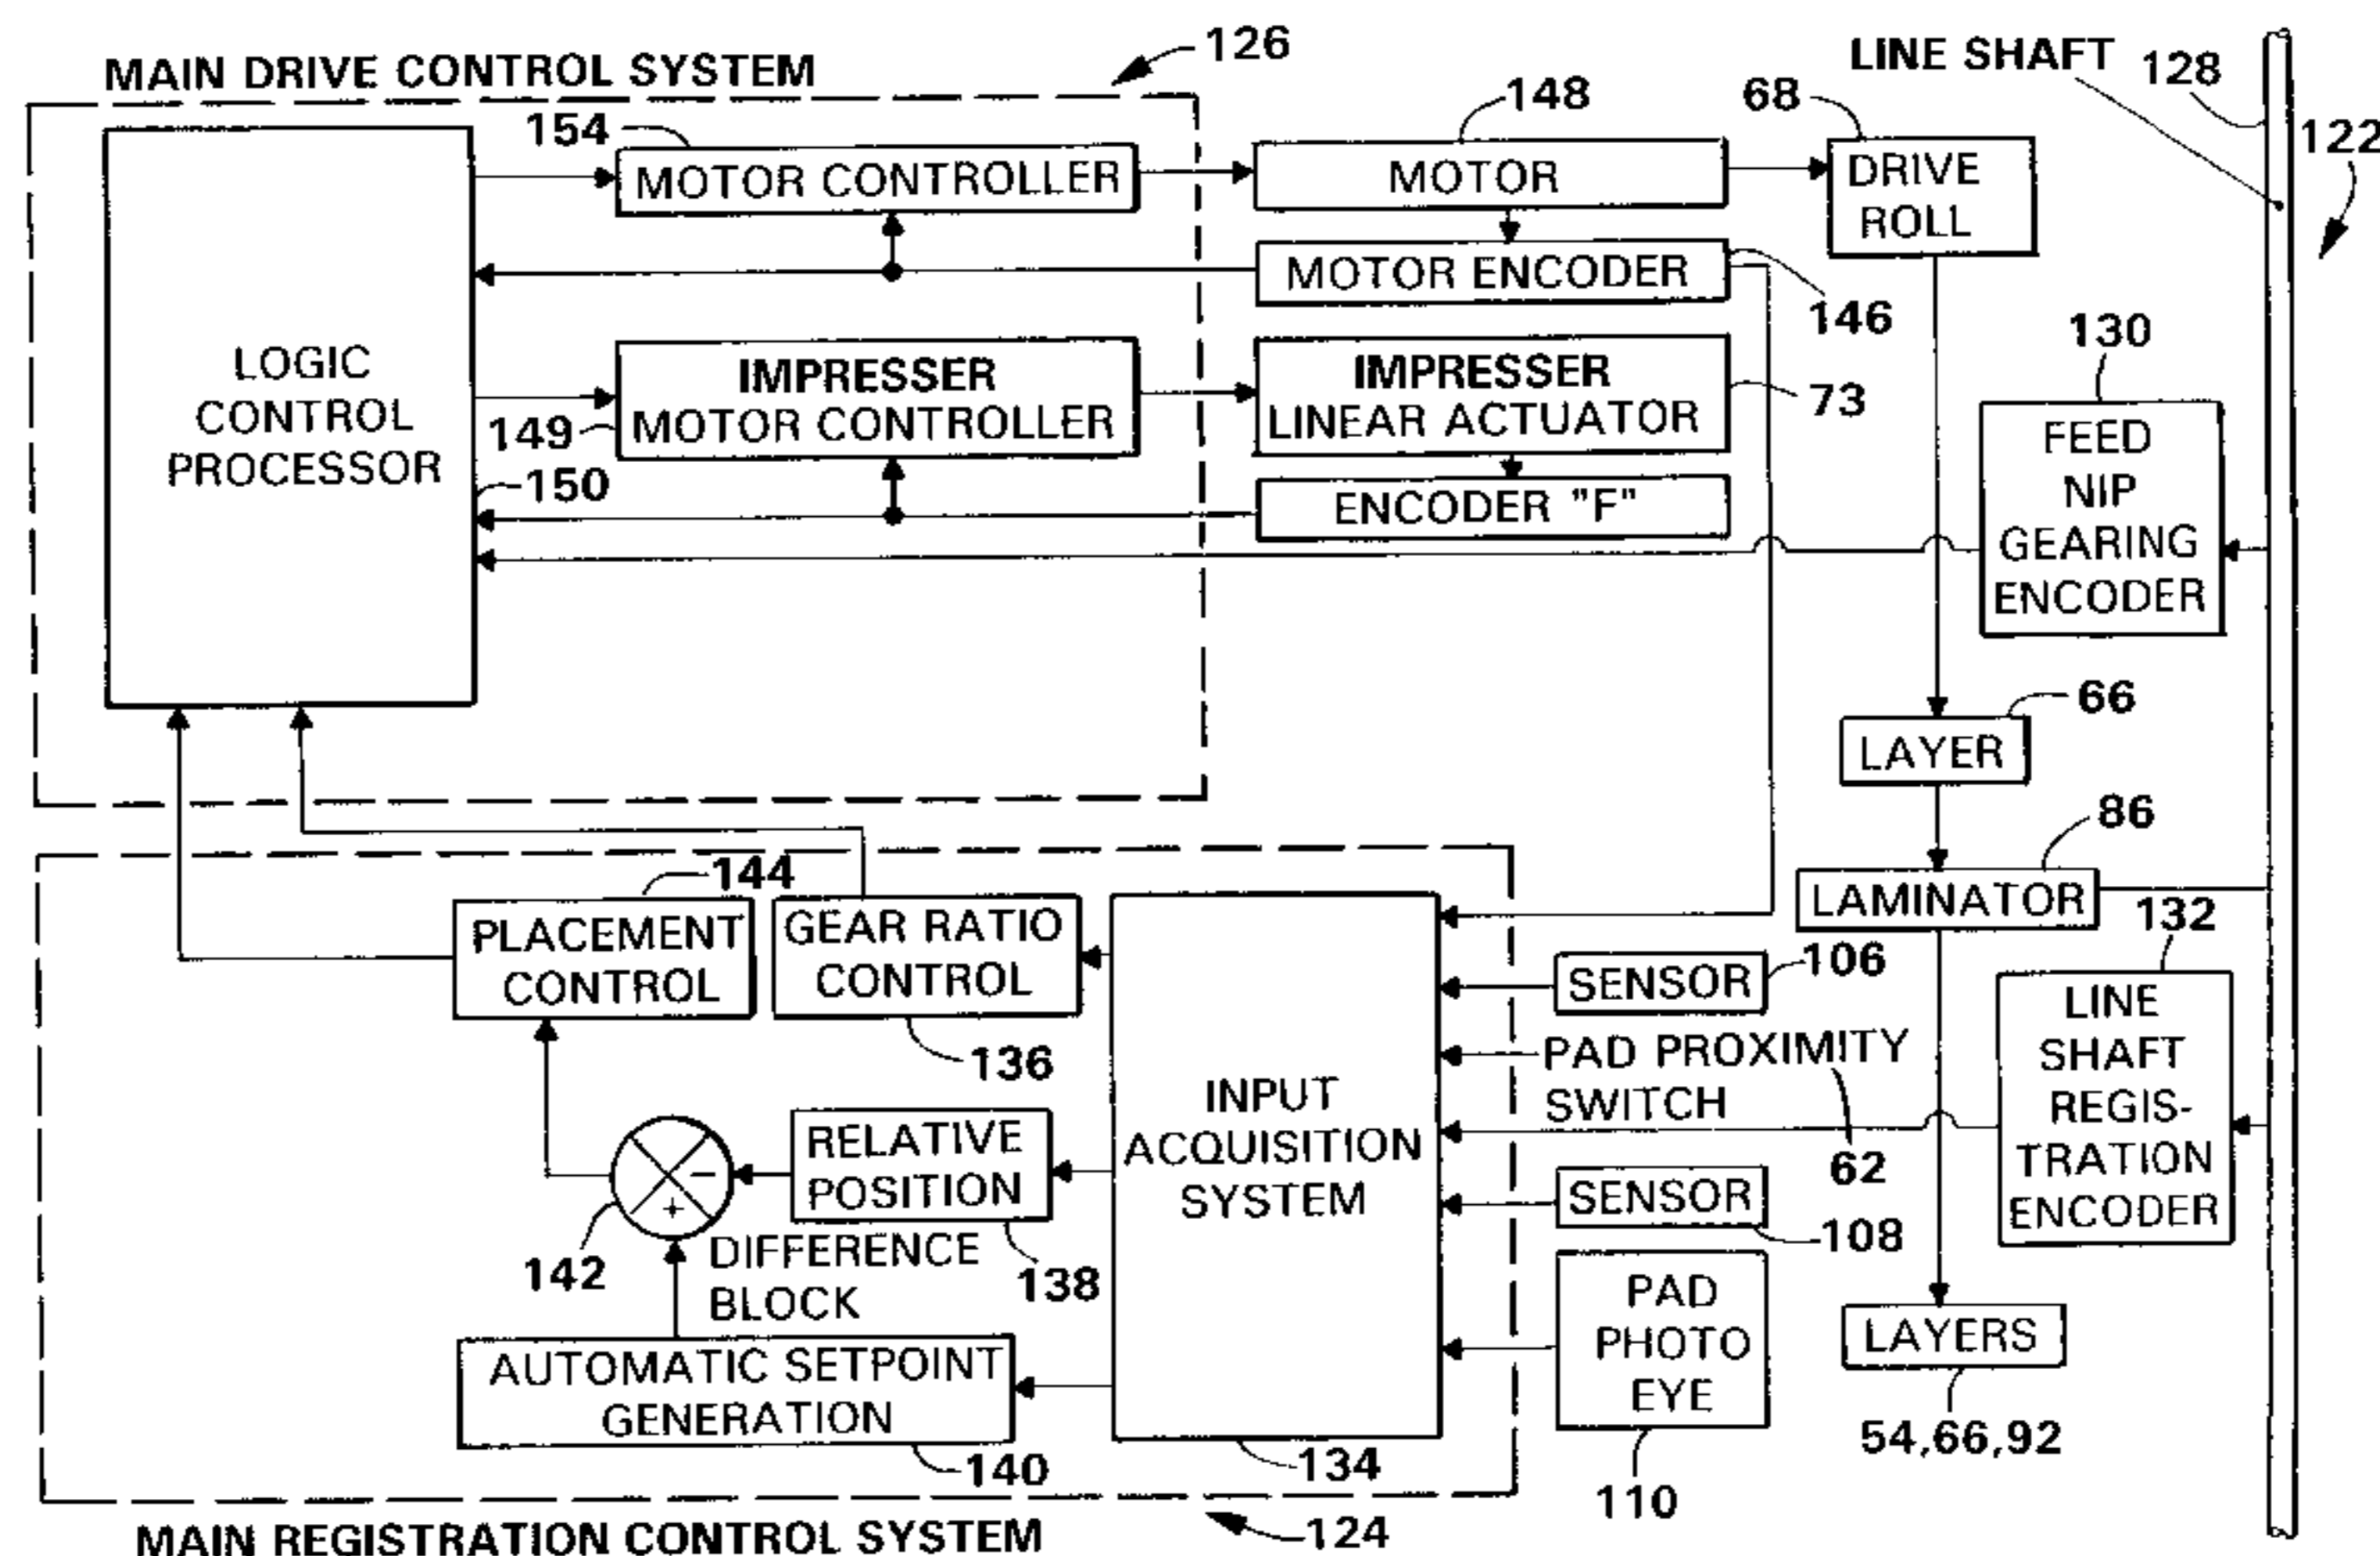 MAIN DRIVE CONTROL SYSTEM
126
LINE SHAFT
128
122
154
148
68
LOGIC
CONTROL
PROCESSOR
MOTOR CONTROLLER
MOTOR
DRIVE
ROLL
MOTOR ENCODER
146
130
IMPRESSER
MOTOR CONTROLLER
149
IMPRESSER
LINEAR ACTUATOR
73
FEED
NIP
GEARING
ENCODER
150
ENCODER "F"
66
LAYER
86
LAMINATOR
144
PLACEMENT
CONTROL
GEAR RATIO
CONTROL
136
INPUT
ACQUISITION
SYSTEM
SENSOR
106
132
LINE
SHAFT
REGIS-
TRATION
ENCODER
PAD PROXIMITY
SWITCH
62
RELATIVE
POSITION
138
-
+
142
DIFFERENCE
BLOCK
SENSOR
108
PAD
PHOTO
EYE
110
AUTOMATIC SETPOINT
GENERATION
140
134
LAYERS
54,66,92
MAIN REGISTRATION CONTROL SYSTEM
124